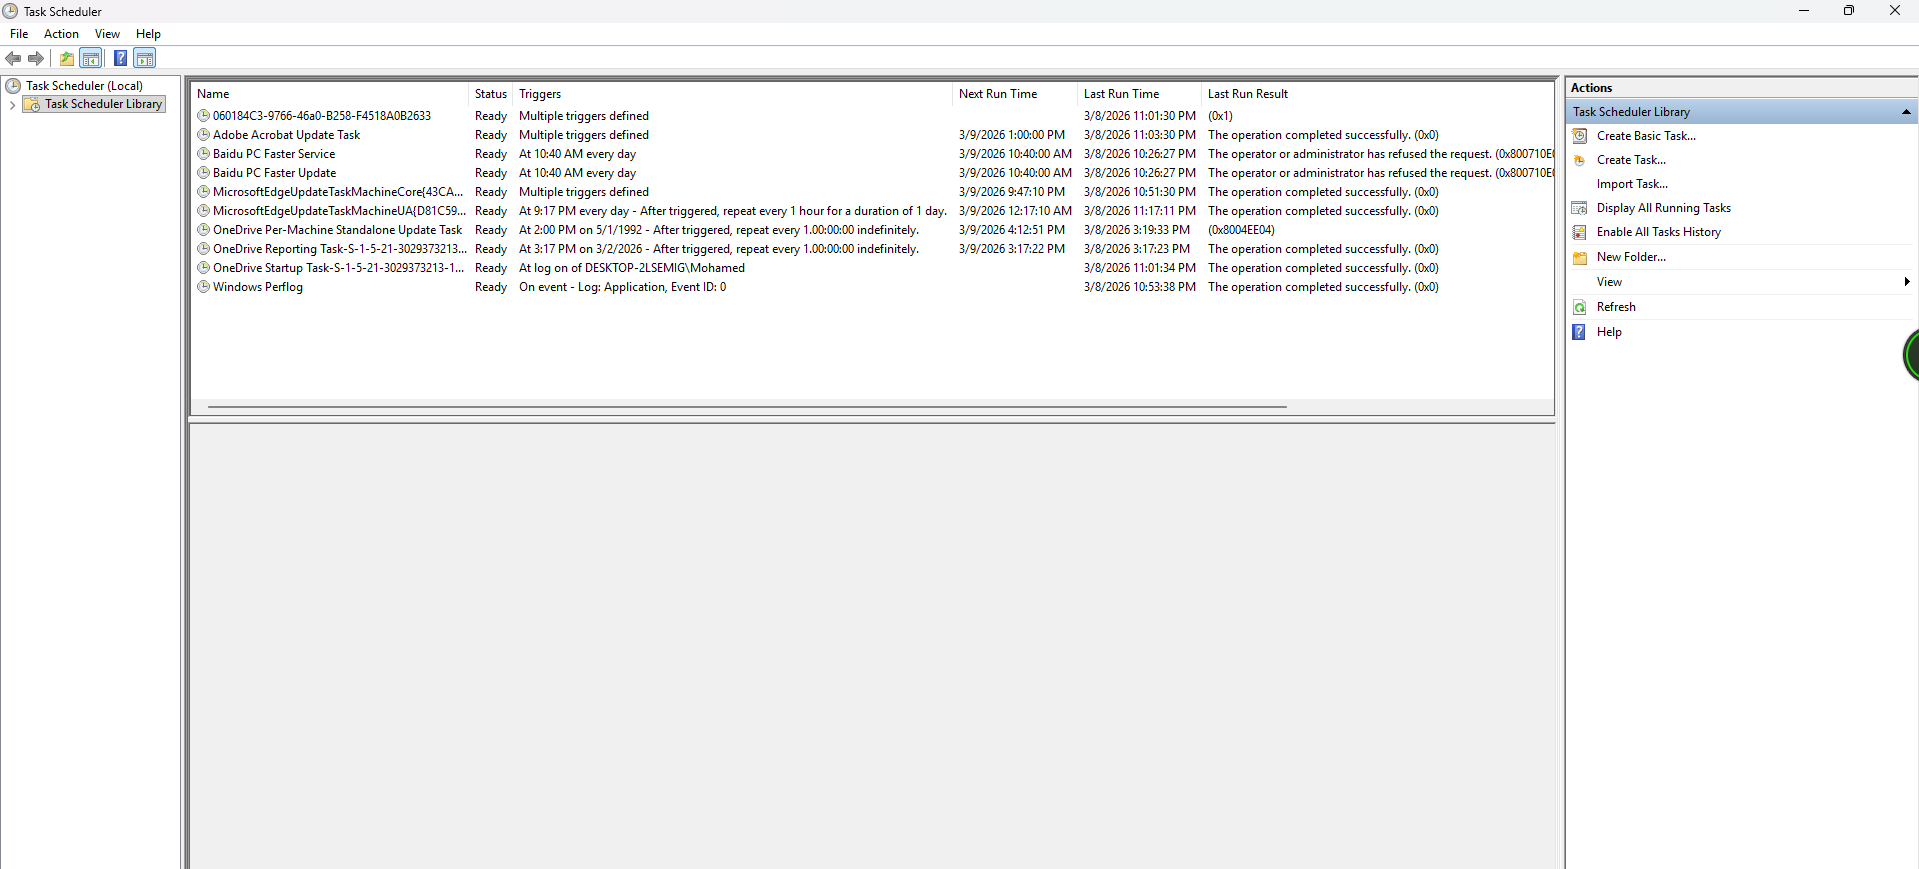 Task Scheduler
File Action View Help
Task Scheduler (Local)
Task Scheduler Library
Name Status Triggers Next Run Time Last Run Time Last Run Result
060184C3-9766-46a0-B258-F4518A0B2633 Ready Multiple triggers defined 3/8/2026 11:01:30 PM (0x1)
Adobe Acrobat Update Task Ready Multiple triggers defined 3/9/2026 1:00:00 PM 3/8/2026 11:03:30 PM The operation completed successfully. (0x0)
Baidu PC Faster Service Ready At 10:40 AM every day 3/9/2026 10:40:00 AM 3/8/2026 10:26:27 PM The operator or administrator has refused the request. (0x800710E
Baidu PC Faster Update Ready At 10:40 AM every day 3/9/2026 10:40:00 AM 3/8/2026 10:26:27 PM The operator or administrator has refused the request. (0x800710E
MicrosoftEdgeUpdateTaskMachineCore{43CA... Ready Multiple triggers defined 3/9/2026 9:47:10 PM 3/8/2026 10:51:30 PM The operation completed successfully. (0x0)
MicrosoftEdgeUpdateTaskMachineUA{D81C59... Ready At 9:17 PM every day - After triggered, repeat every 1 hour for a duration of 1 day. 3/9/2026 12:17:10 AM 3/8/2026 11:17:11 PM The operation completed successfully. (0x0)
OneDrive Per-Machine Standalone Update Task Ready At 2:00 PM on 5/1/1992 - After triggered, repeat every 1.00:00:00 indefinitely. 3/9/2026 4:12:51 PM 3/8/2026 3:19:33 PM (0x8004EE04)
OneDrive Reporting Task-S-1-5-21-3029373213... Ready At 3:17 PM on 3/2/2026 - After triggered, repeat every 1.00:00:00 indefinitely. 3/9/2026 3:17:22 PM 3/8/2026 3:17:23 PM The operation completed successfully. (0x0)
OneDrive Startup Task-S-1-5-21-3029373213-1... Ready At log on of DESKTOP-2LSEMIG\Mohamed 3/8/2026 11:01:34 PM The operation completed successfully. (0x0)
Windows Perflog Ready On event - Log: Application, Event ID: 0 3/8/2026 10:53:38 PM The operation completed successfully. (0x0)
Actions
Task Scheduler Library
Create Basic Task...
Create Task...
Import Task...
Display All Running Tasks
Enable All Tasks History
New Folder...
View
Refresh
Help